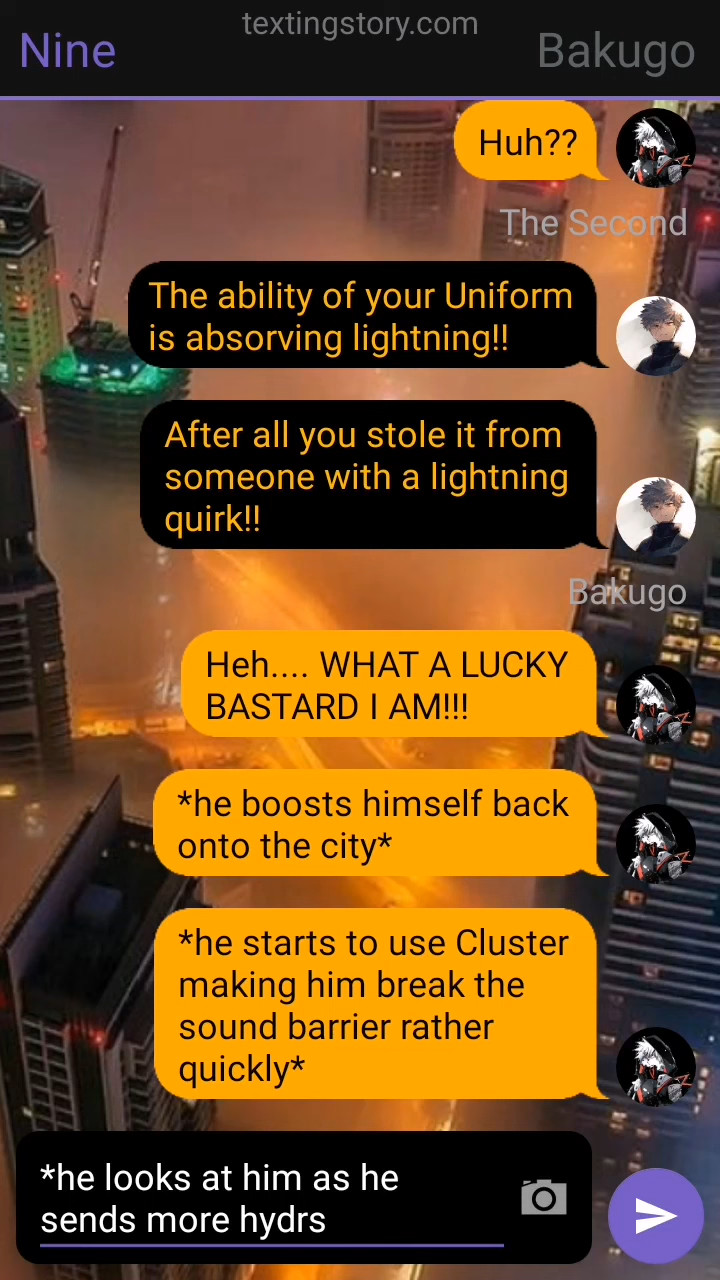 textingstory.com
Nine
Bakugo
Huh??
The Second
The ability of your Uniform
is absorving lightning!!
After all you stole it from
someone with a lightning
quirk!!
Bakugo
Heh.... WHAT A LUCKY
BASTARD I AM!!!
*he boosts himself back
onto the city*
*he starts to use Cluster
making him break the
sound barrier rather
quickly*
*he looks at him as he
sends more hydrs